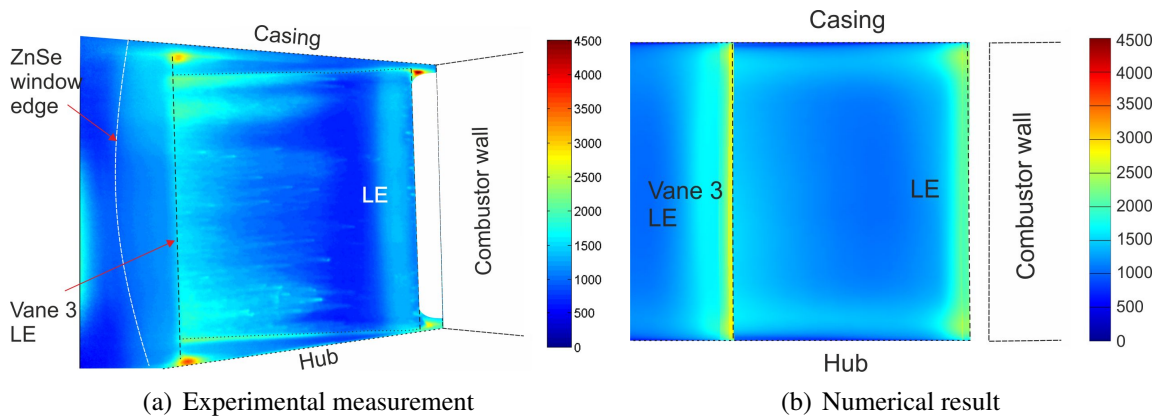 Casing
ZnSe
window
edge
LE
Combustor wall
Vane 3
LE
Hub
4500
4000
3500
3000
2500
2000
1500
1000
500
0
(a) Experimental measurement
Casing
Vane 3
LE
LE
Combustor wall
Hub
4500
4000
3500
3000
2500
2000
1500
1000
500
0
(b) Numerical result